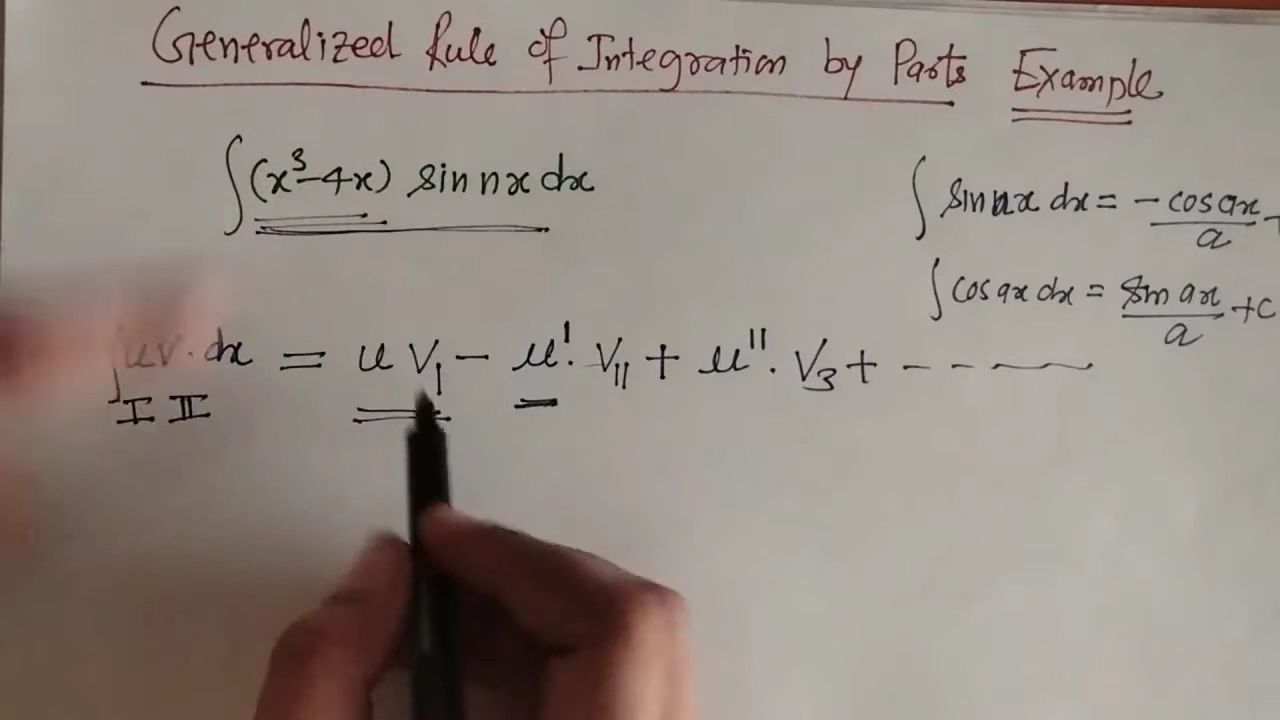 Generalized Rule of Integration by Parts Example
∫(x³-4x) sin nx dx
∫ sin ax dx = -cos ax / a +
∫ cos ax dx = sin ax / a + c
∫uv.dx = u v₁ - u'. v₁₁ + u''. v₃ + -----
I II